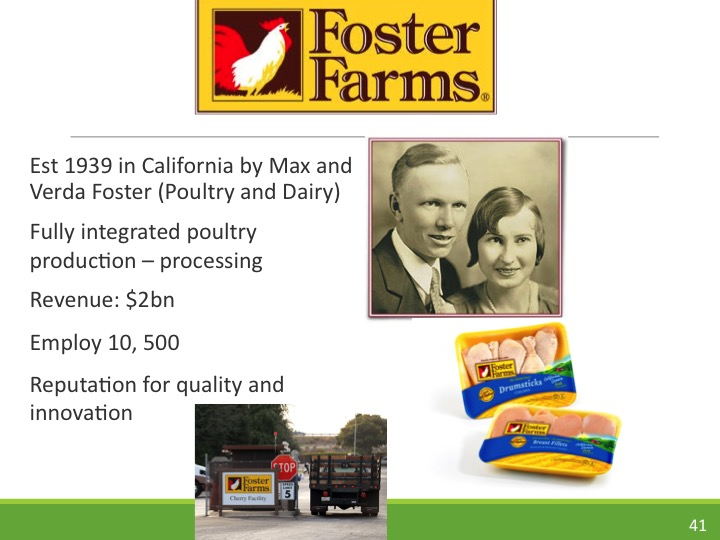 Foster
Farms®
Est 1939 in California by Max and
Verda Foster (Poultry and Dairy)
Fully integrated poultry
production – processing
Revenue: $2bn
Employ 10, 500
Reputation for quality and
innovation
Foster
Farms
Drumsticks
Foster
Farms
Breast Fillets
STOP
SPEED
LIMIT
5
Foster
Farms
Cherry Facility
41